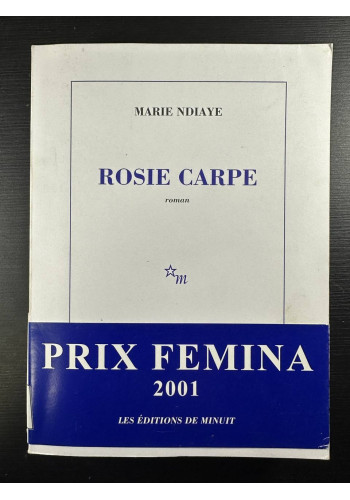 MARIE NDIAYE
ROSIE CARPE
roman
m
PRIX FEMINA
2001
LES ÉDITIONS DE MINUIT